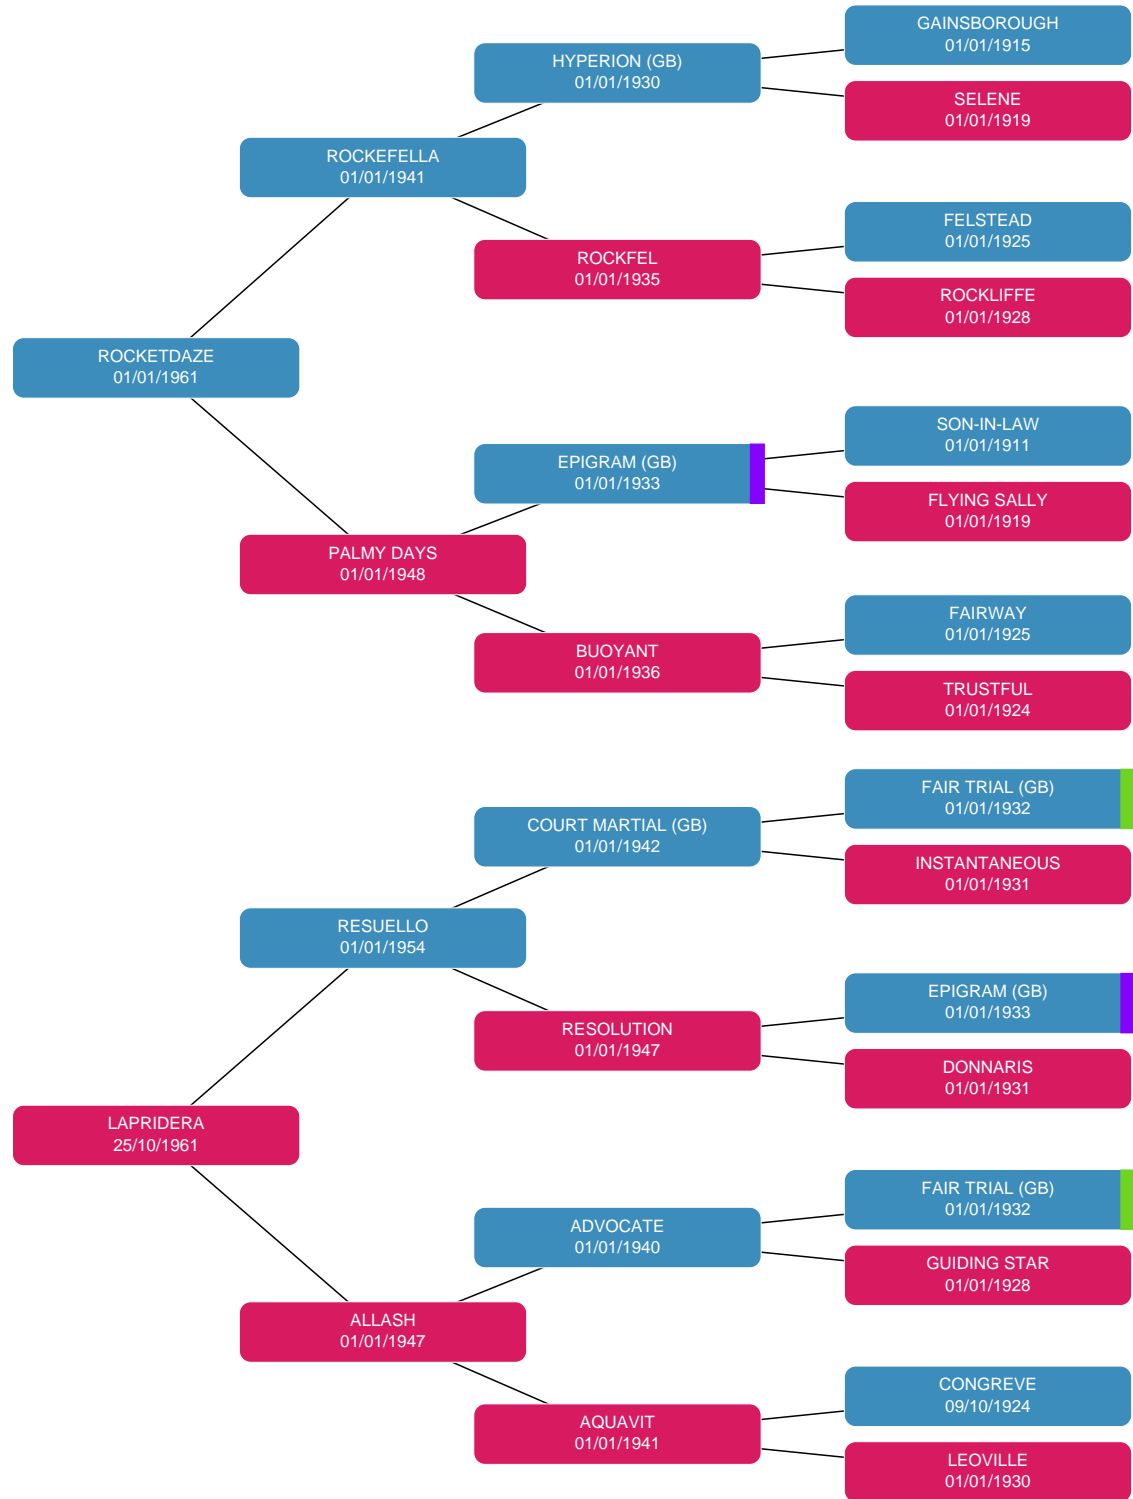 GAINSBOROUGH
01/01/1915
HYPERION (GB)
01/01/1930
SELENE
01/01/1919
ROCKEFELLA
01/01/1941
FELSTEAD
01/01/1925
ROCKFEL
01/01/1935
ROCKLIFFE
01/01/1928
ROCKETDAZE
01/01/1961
SON-IN-LAW
01/01/1911
EPIGRAM (GB)
01/01/1933
FLYING SALLY
01/01/1919
PALMY DAYS
01/01/1948
FAIRWAY
01/01/1925
BUOYANT
01/01/1936
TRUSTFUL
01/01/1924
FAIR TRIAL (GB)
01/01/1932
COURT MARTIAL (GB)
01/01/1942
INSTANTANEOUS
01/01/1931
RESUELLO
01/01/1954
EPIGRAM (GB)
01/01/1933
RESOLUTION
01/01/1947
DONNARIS
01/01/1931
LAPRIDERA
25/10/1961
FAIR TRIAL (GB)
01/01/1932
ADVOCATE
01/01/1940
GUIDING STAR
01/01/1928
ALLASH
01/01/1947
CONGREVE
09/10/1924
AQUAVIT
01/01/1941
LEOVILLE
01/01/1930